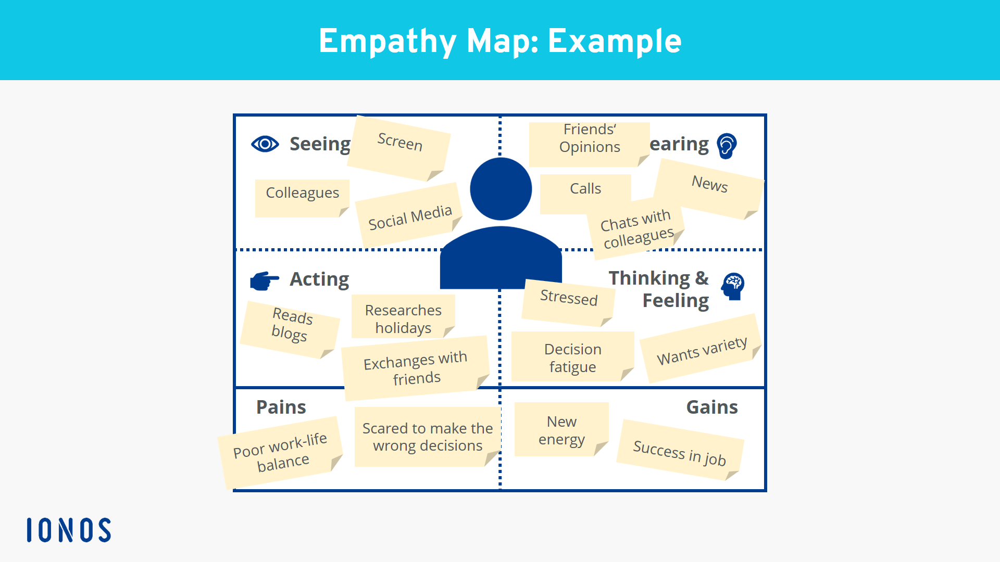 Empathy Map: Example
Seeing
Screen
Colleagues
Social Media
Friends‘
Opinions
earing
Calls
News
Chats with
colleagues
Acting
Reads
blogs
Researches
holidays
Exchanges with
friends
Thinking &
Feeling
Stressed
Decision
fatigue
Wants variety
Pains
Poor work-life
balance
Scared to make the
wrong decisions
Gains
New
energy
Success in job
IONOS